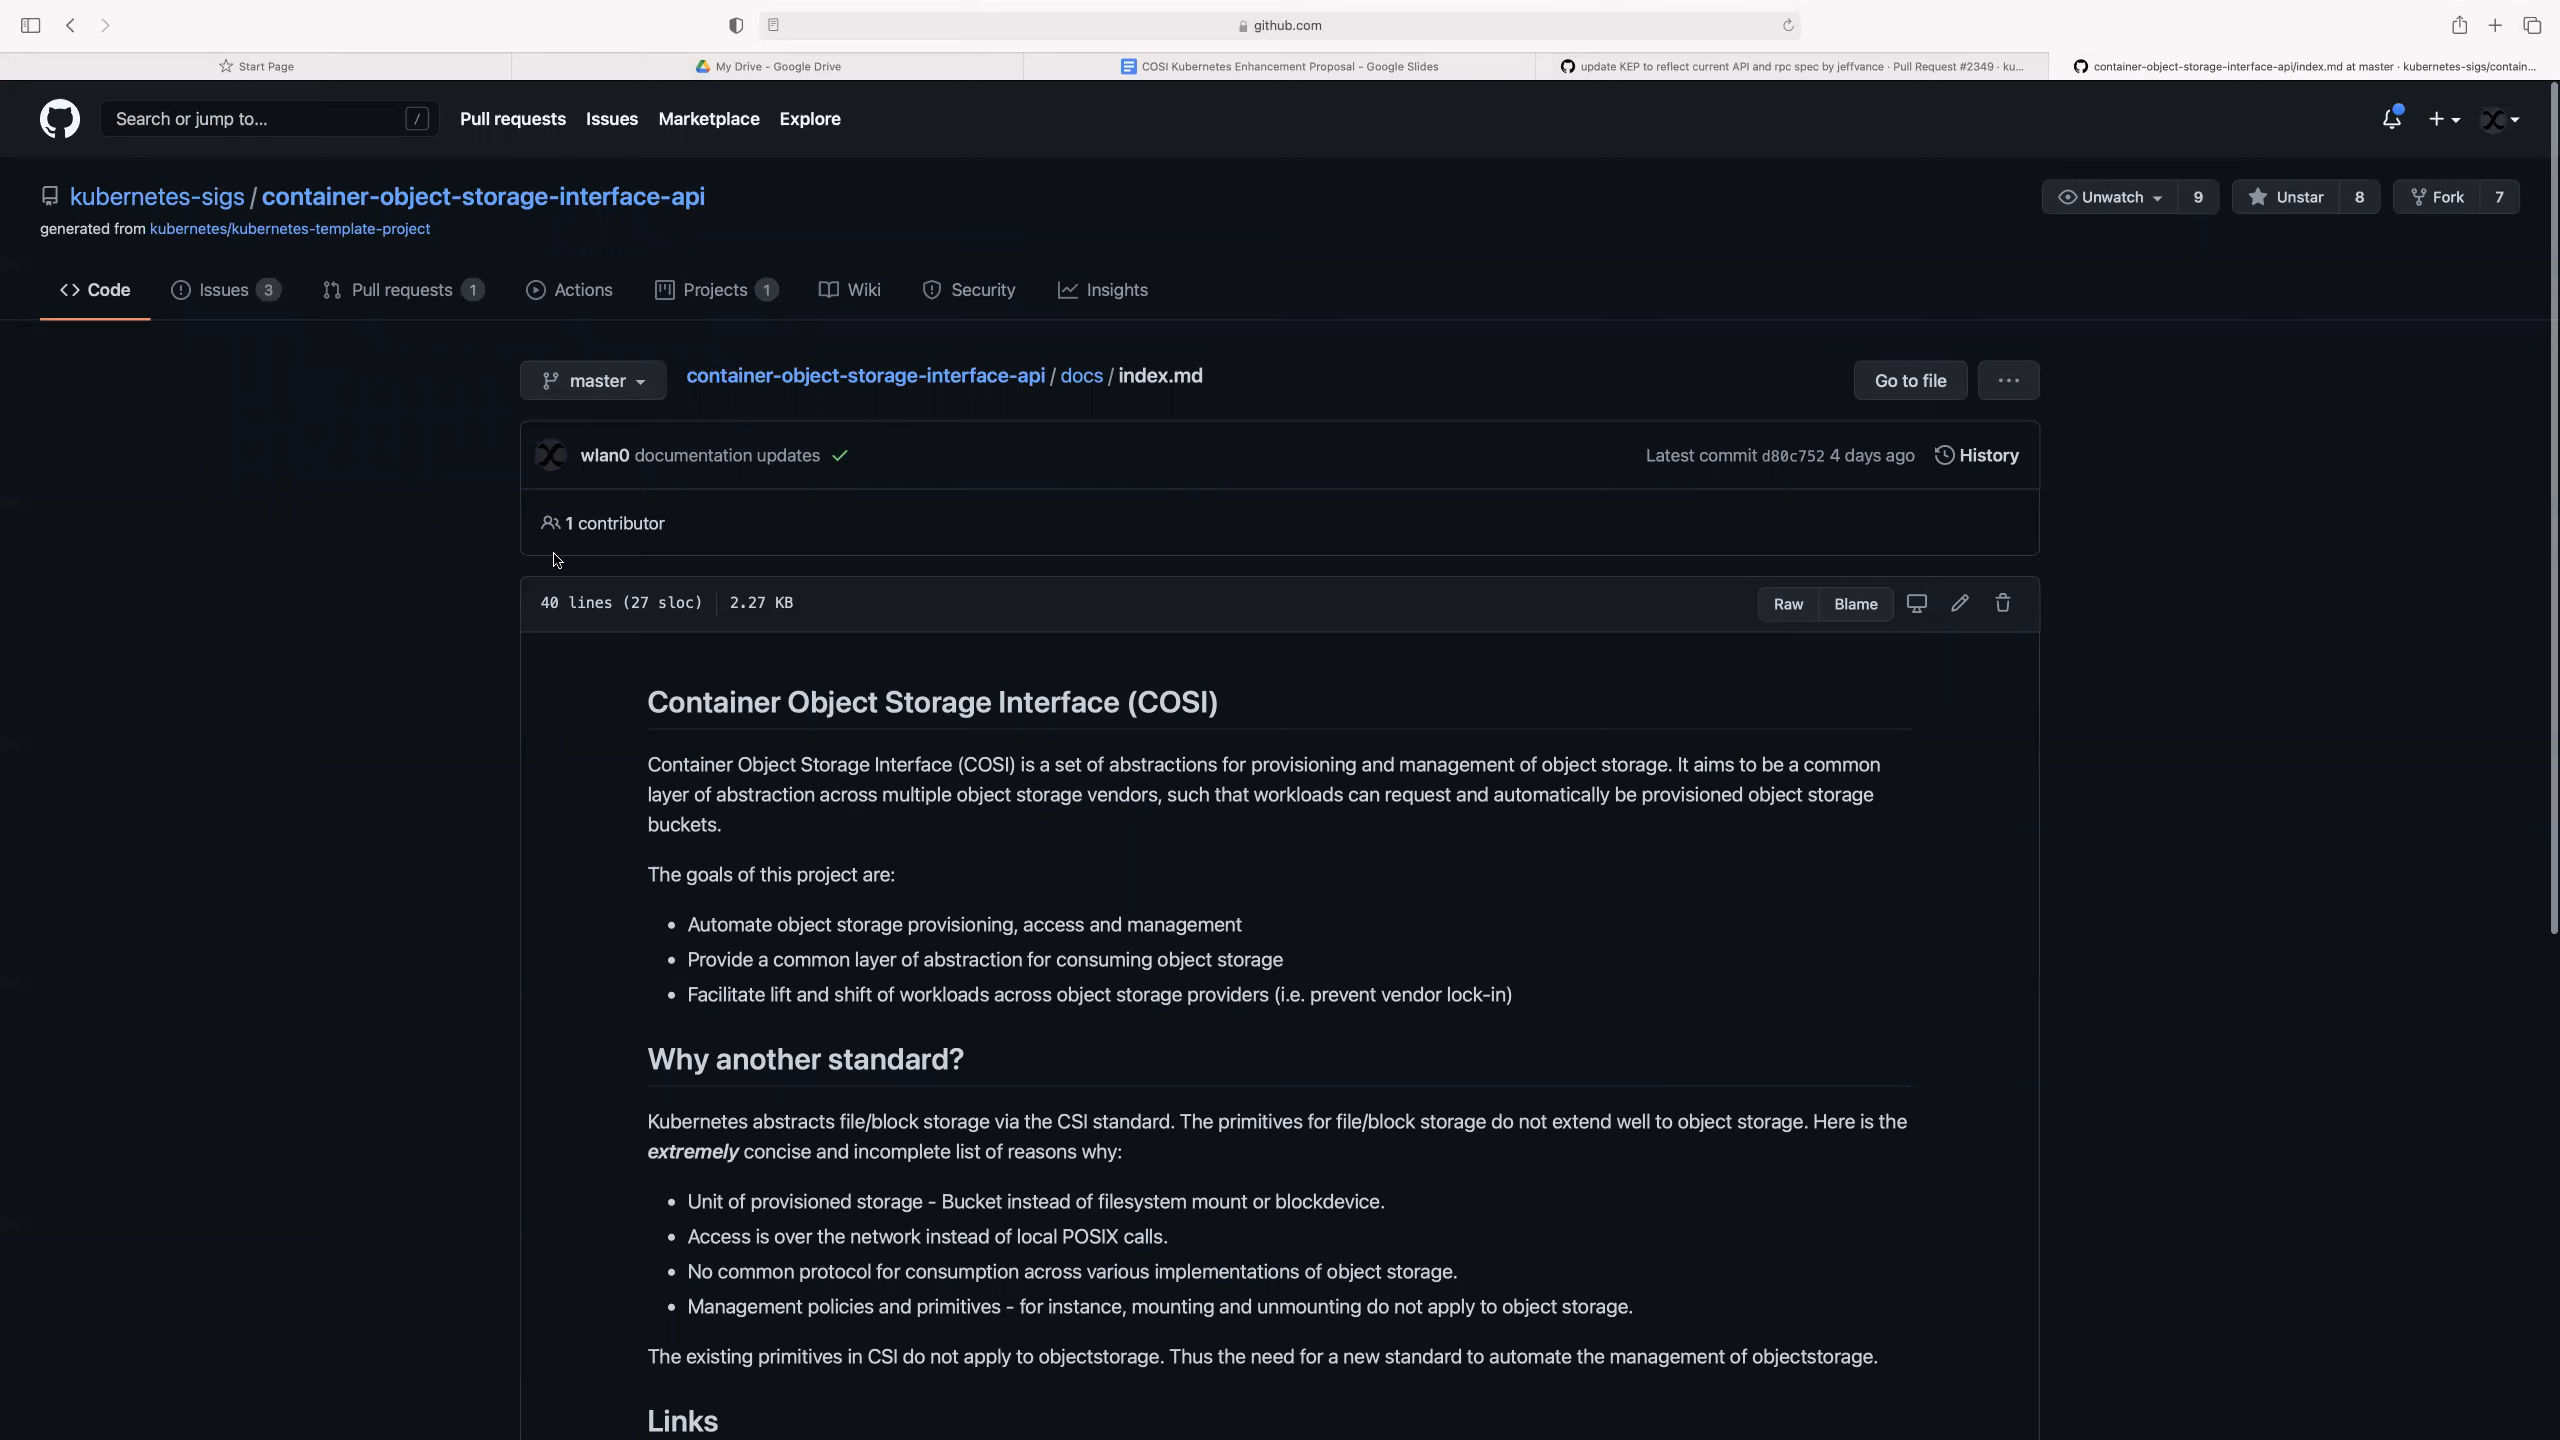 github.com
Start Page
My Drive - Google Drive
COSI Kubernetes Enhancement Proposal - Google Slides
update KEP to reflect current API and rpc spec by jeffvance · Pull Request #2349 · ku...
container-object-storage-interface-api/index.md at master · kubernetes-sigs/contain...
Search or jump to... /
Pull requests Issues Marketplace Explore
kubernetes-sigs / container-object-storage-interface-api
Unwatch 9 Unstar 8 Fork 7
generated from kubernetes/kubernetes-template-project
Code Issues 3 Pull requests 1 Actions Projects 1 Wiki Security Insights
master container-object-storage-interface-api / docs / index.md Go to file ...
wlan0 documentation updates Latest commit d80c752 4 days ago History
1 contributor
40 lines (27 sloc) 2.27 KB Raw Blame
Container Object Storage Interface (COSI)
Container Object Storage Interface (COSI) is a set of abstractions for provisioning and management of object storage. It aims to be a common
layer of abstraction across multiple object storage vendors, such that workloads can request and automatically be provisioned object storage
buckets.
The goals of this project are:
• Automate object storage provisioning, access and management
• Provide a common layer of abstraction for consuming object storage
• Facilitate lift and shift of workloads across object storage providers (i.e. prevent vendor lock-in)
Why another standard?
Kubernetes abstracts file/block storage via the CSI standard. The primitives for file/block storage do not extend well to object storage. Here is the
extremely concise and incomplete list of reasons why:
• Unit of provisioned storage - Bucket instead of filesystem mount or blockdevice.
• Access is over the network instead of local POSIX calls.
• No common protocol for consumption across various implementations of object storage.
• Management policies and primitives - for instance, mounting and unmounting do not apply to object storage.
The existing primitives in CSI do not apply to objectstorage. Thus the need for a new standard to automate the management of objectstorage.
Links